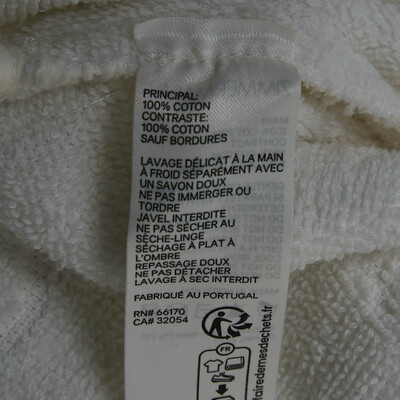 PRINCIPAL:
100% COTON
CONTRASTE:
100% COTON
SAUF BORDURES
LAVAGE DÉLICAT À LA MAIN
À FROID SÉPARÉMENT AVEC
UN SAVON DOUX
NE PAS IMMERGER OU
TORDRE
JAVEL INTERDITE
NE PAS SÉCHER AU
SÈCHE-LINGE
SÉCHAGE À PLAT À
L'OMBRE
REPASSAGE DOUX
NE PAS DÉTACHER
LAVAGE À SEC INTERDIT
FABRIQUÉ AU PORTUGAL
RN# 66170
CA# 32054
FR
airedemesdechets.fr